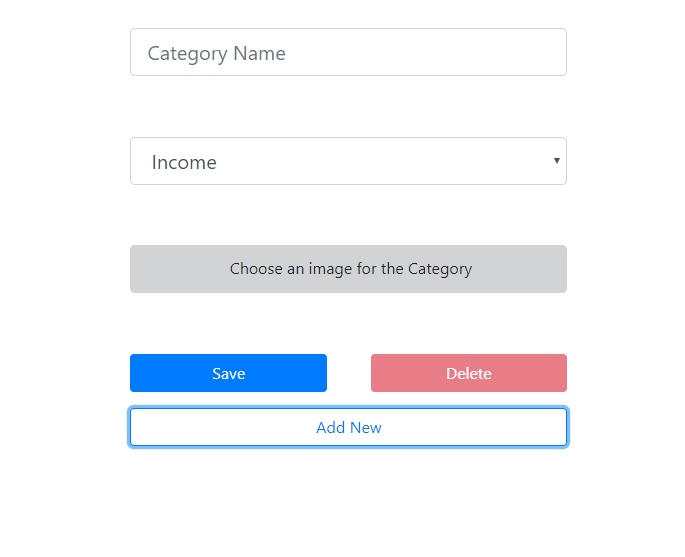 Category Name
Income
Choose an image for the Category
Save
Delete
Add New